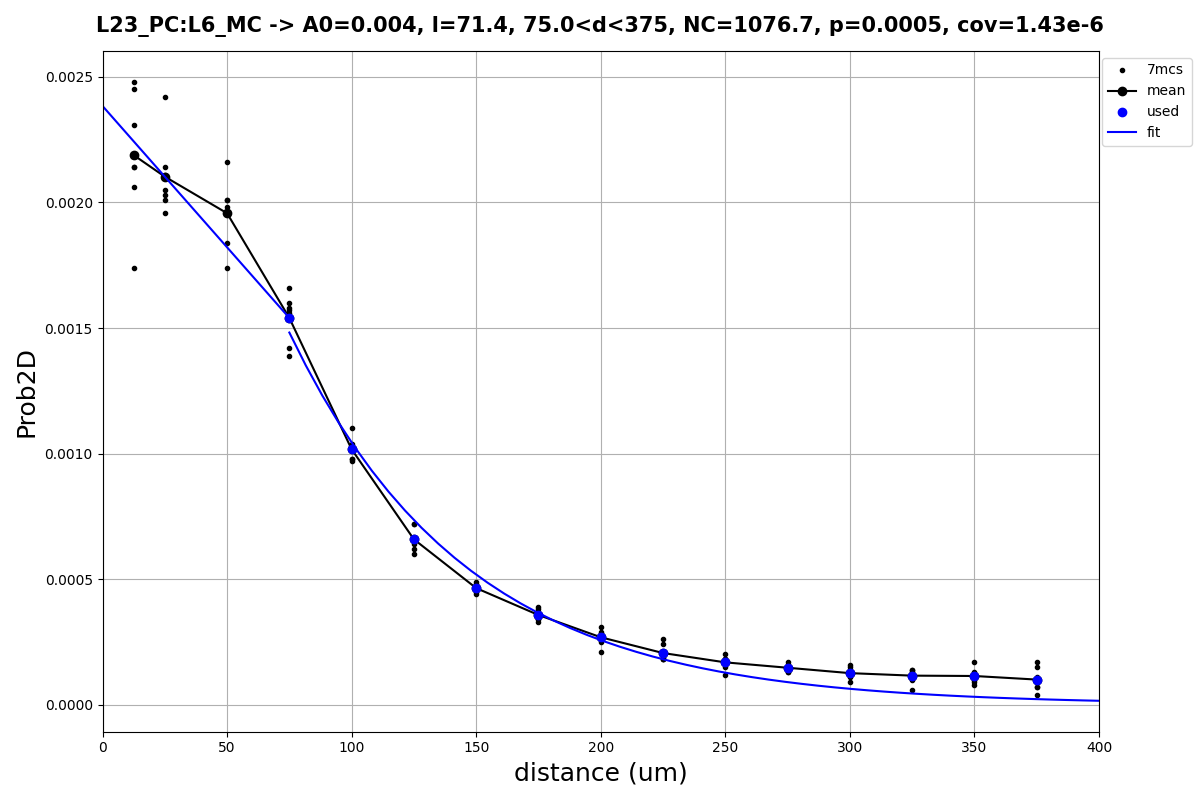 L23_PC:L6_MC -> A0=0.004, l=71.4, 75.0<d<375, NC=1076.7, p=0.0005, cov=1.43e-6
7mcs
mean
used
fit
Prob2D
0.0025
0.0020
0.0015
0.0010
0.0005
0.0000
0 50 100 150 200 250 300 350 400
distance (um)